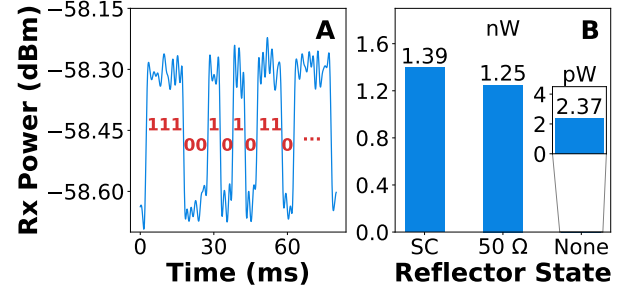 Rx Power (dBm)
−58.15
−58.30
−58.45
−58.60
A
111
00
1
0
1
0
11
0
...
0
30
60
Time (ms)
B
nW
1.6
1.2
0.8
0.4
0.0
1.39
1.25
pW
4
2
0
2.37
SC
50 Ω
None
Reflector State